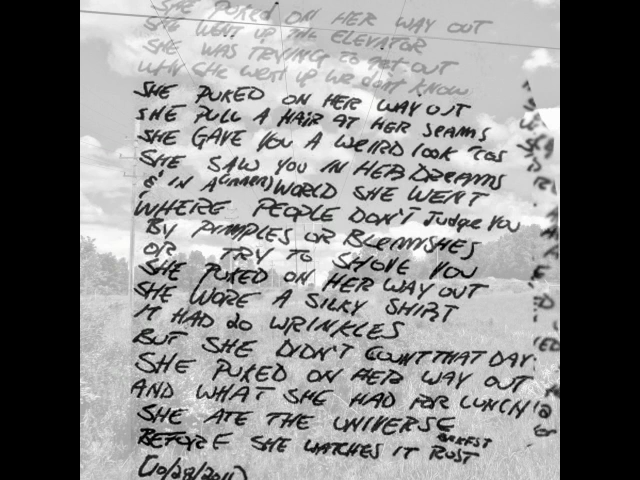 SHE PUKED ON HER WAY OUT
SHE WENT UP THE ELEVATOR
SHE WAS TRYING TO GET OUT
WHY SHE WENT UP WE DON'T KNOW
SHE PUKED ON HER WAY OUT
SHE PULL A HAIR AT HER SEAMS
SHE GAVE YOU A WEIRD LOOK 'COS
SHE SAW YOU IN HER DREAMS
&' IN A WORLD SHE WENT
WHERE PEOPLE DON'T Judge You
BY PIMPLES OR BLEMISHES
OR TRY TO SHOVE YOU
SHE PUKED ON HER WAY OUT
SHE WORE A SILKY SHIRT
IT HAD 20 WRINKLES
BUT SHE DIDN'T COUNT THAT DAY
SHE PUKED ON HER WAY OUT
AND WHAT SHE HAD FOR LUNCH
SHE ATE THE UNIVERSE
BEFORE SHE WATCHES IT RUST
(10/28/2011)